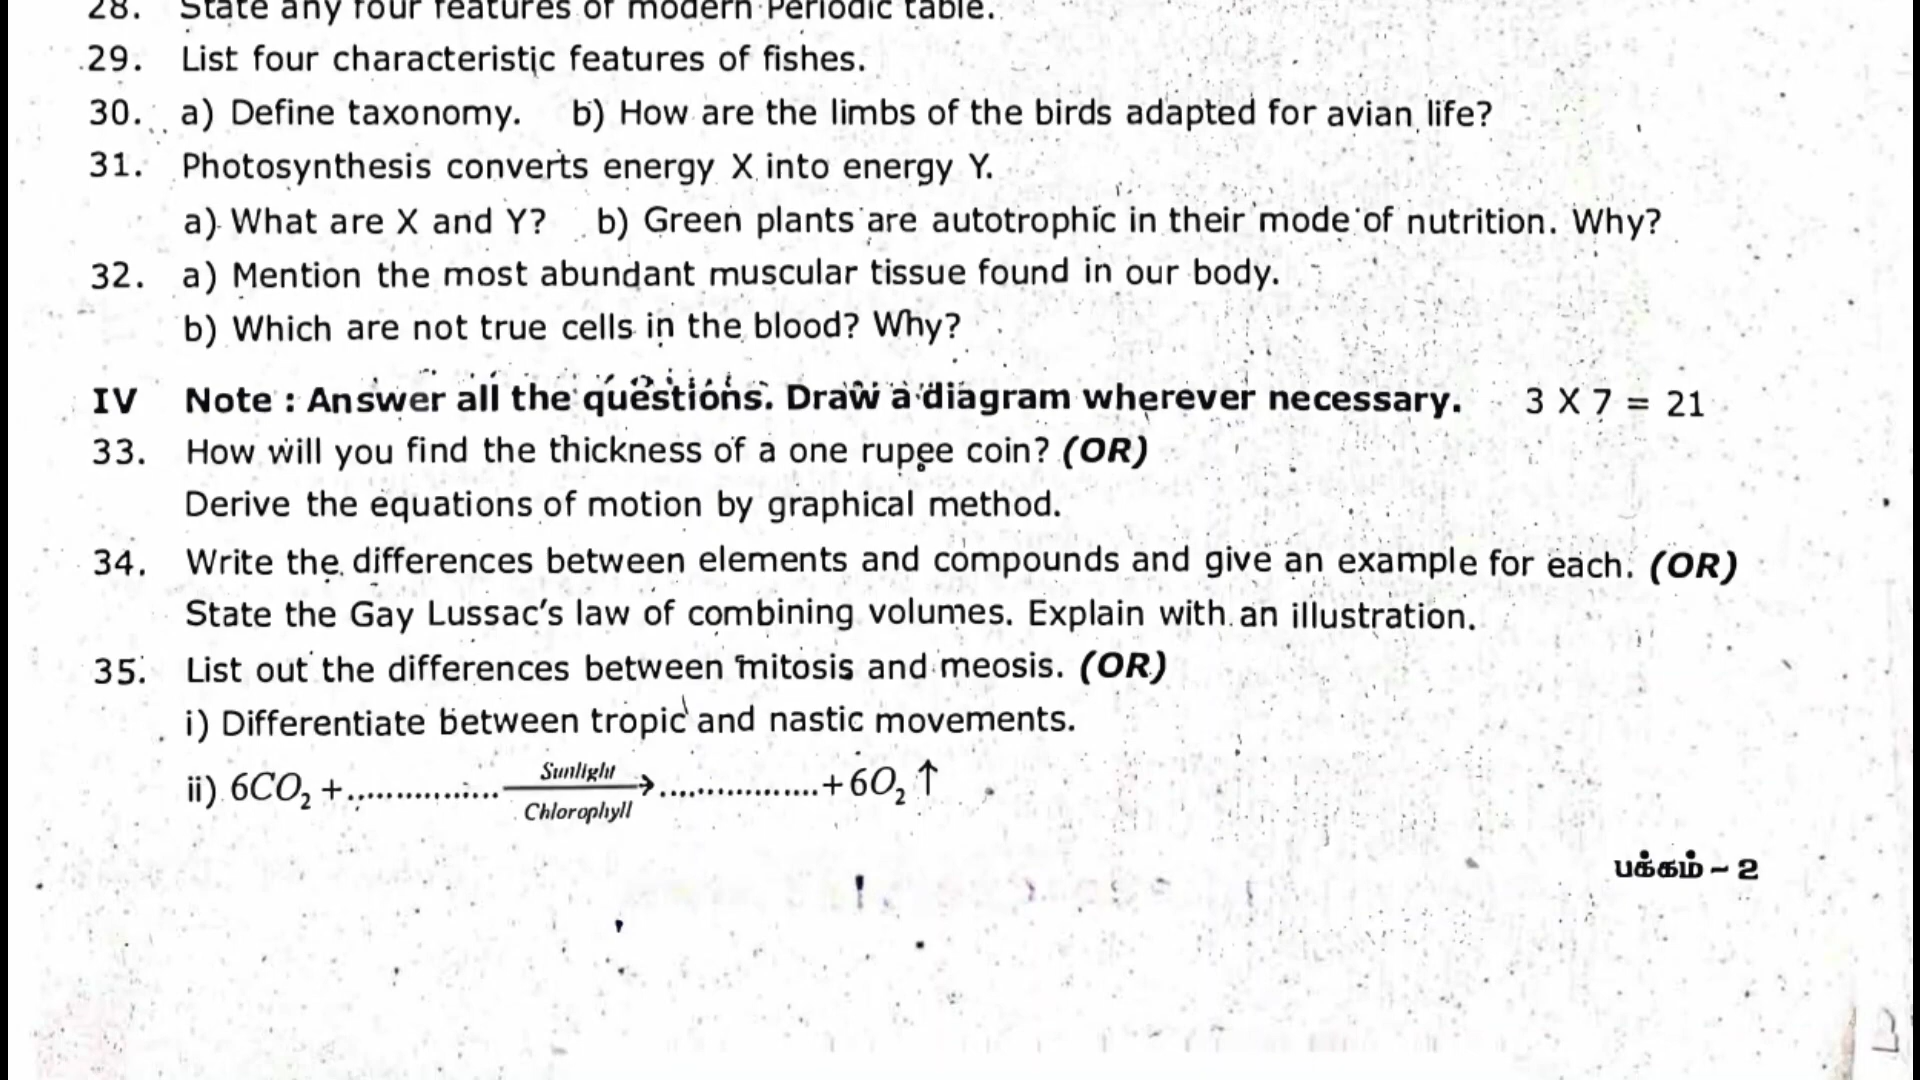 28. State any four features of modern Periodic table.
29. List four characteristic features of fishes.
30. a) Define taxonomy. b) How are the limbs of the birds adapted for avian life?
31. Photosynthesis converts energy X into energy Y.
a) What are X and Y? b) Green plants are autotrophic in their mode of nutrition. Why?
32. a) Mention the most abundant muscular tissue found in our body.
b) Which are not true cells in the blood? Why?
IV Note : Answer all the questions. Draw a diagram wherever necessary. 3 X 7 = 21
33. How will you find the thickness of a one rupee coin? (OR)
Derive the equations of motion by graphical method.
34. Write the differences between elements and compounds and give an example for each. (OR)
State the Gay Lussac's law of combining volumes. Explain with an illustration.
35. List out the differences between mitosis and meosis. (OR)
i) Differentiate between tropic and nastic movements.
ii) 6CO₂ +................ Sunlight → Chlorophyll ................+6O₂ ↑
பக்கம் – 2